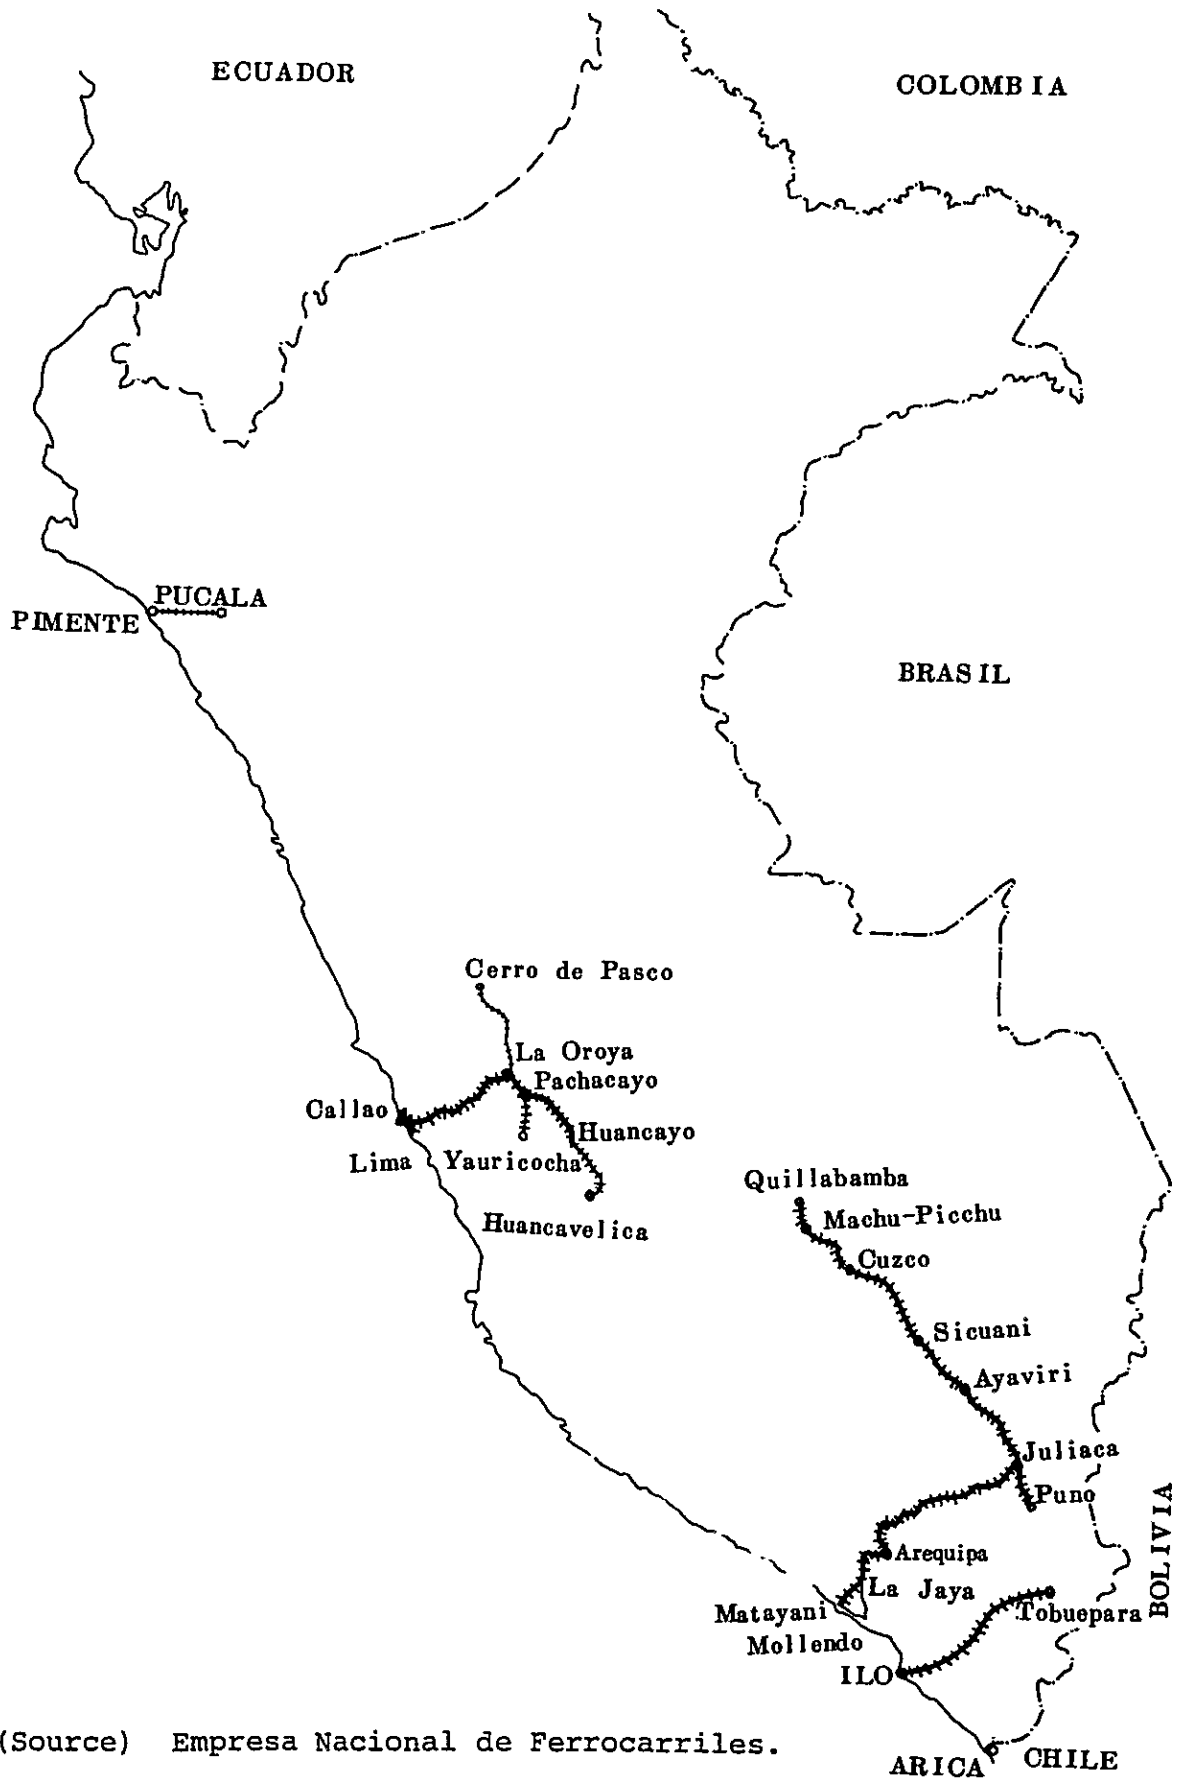 ECUADOR
COLOMBIA
PUCALA
PIMENTE
BRASIL
Cerro de Pasco
La Oroya
Pachacayo
Callao
Huancayo
Lima
Yauricocha
Quillabamba
Huancavelica
Machu-Picchu
Cuzco
Sicuani
Ayaviri
Juliaca
Puno
BOLIVIA
Arequipa
La Jaya
Matayani
Tobuepara
Mollendo
ILO
(Source) Empresa Nacional de Ferrocarriles.
ARICA
CHILE